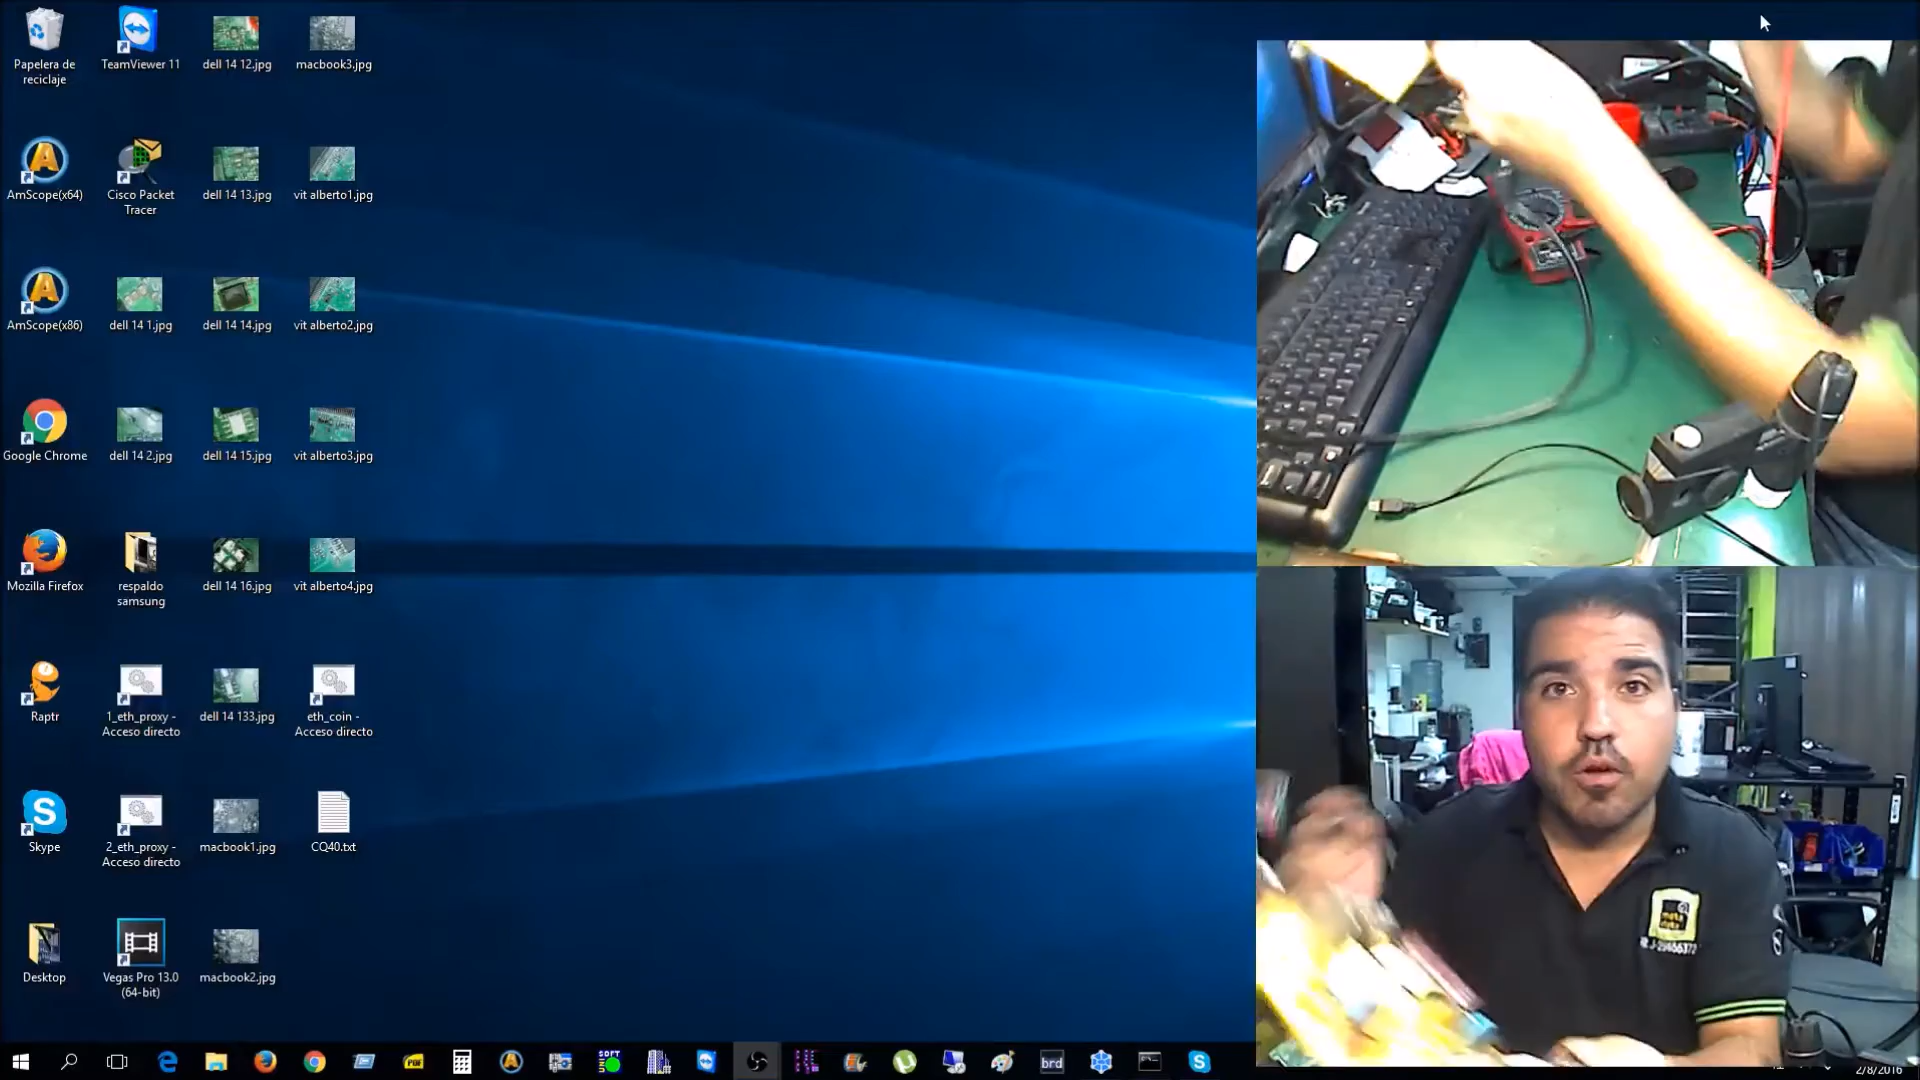 Papelera de
reciclaje
TeamViewer 11
dell 14 12.jpg
macbook3.jpg
AmScope(x64)
Cisco Packet
Tracer
dell 14 13.jpg
vit alberto1.jpg
AmScope(x86)
dell 14 1.jpg
dell 14 14.jpg
vit alberto2.jpg
Google Chrome
dell 14 2.jpg
dell 14 15.jpg
vit alberto3.jpg
Mozilla Firefox
respaldo
samsung
dell 14 16.jpg
vit alberto4.jpg
Raptr
1_eth_proxy -
Acceso directo
dell 14 133.jpg
eth_coin -
Acceso directo
Skype
2_eth_proxy -
Acceso directo
macbook1.jpg
CQ40.txt
Desktop
Vegas Pro 13.0
(64-bit)
macbook2.jpg
SOFT
brd
2/8/2016